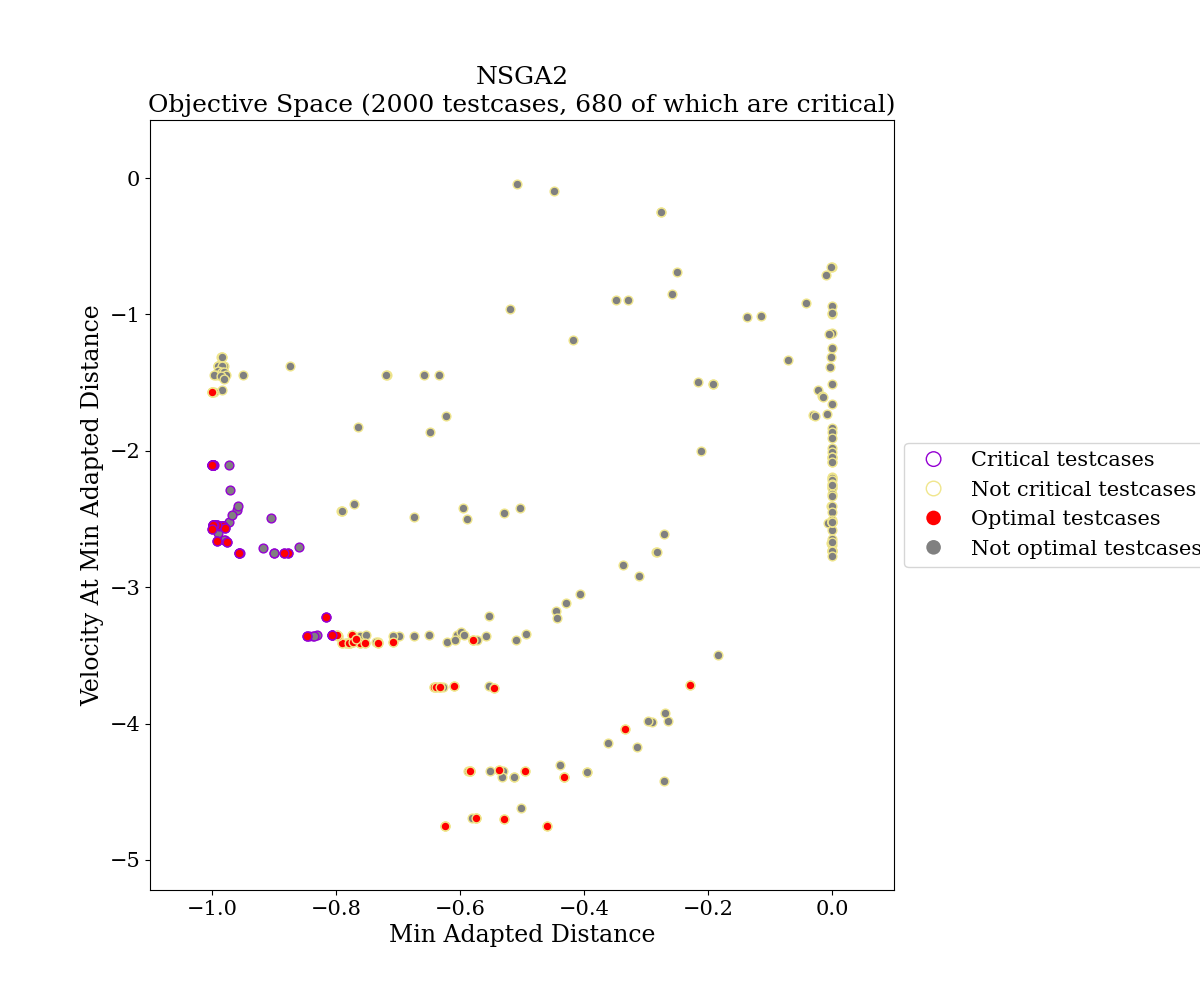 NSGA2
Objective Space (2000 testcases, 680 of which are critical)
0
−1
−2
−3
−4
−5
Velocity At Min Adapted Distance
−1.0 −0.8 −0.6 −0.4 −0.2 0.0
Min Adapted Distance
Critical testcases
Not critical testcases
Optimal testcases
Not optimal testcases